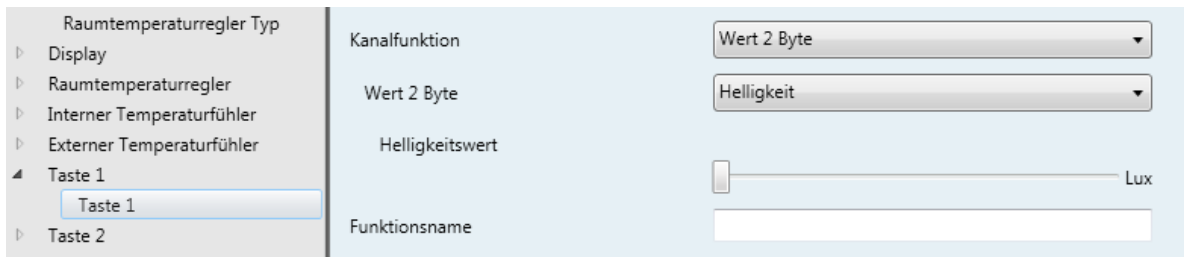 Raumtemperaturregler Typ
Display
Raumtemperaturregler
Interner Temperaturfühler
Externer Temperaturfühler
Taste 1
Taste 1
Taste 2
Kanalfunktion
Wert 2 Byte
Wert 2 Byte
Helligkeit
Helligkeitswert
Lux
Funktionsname